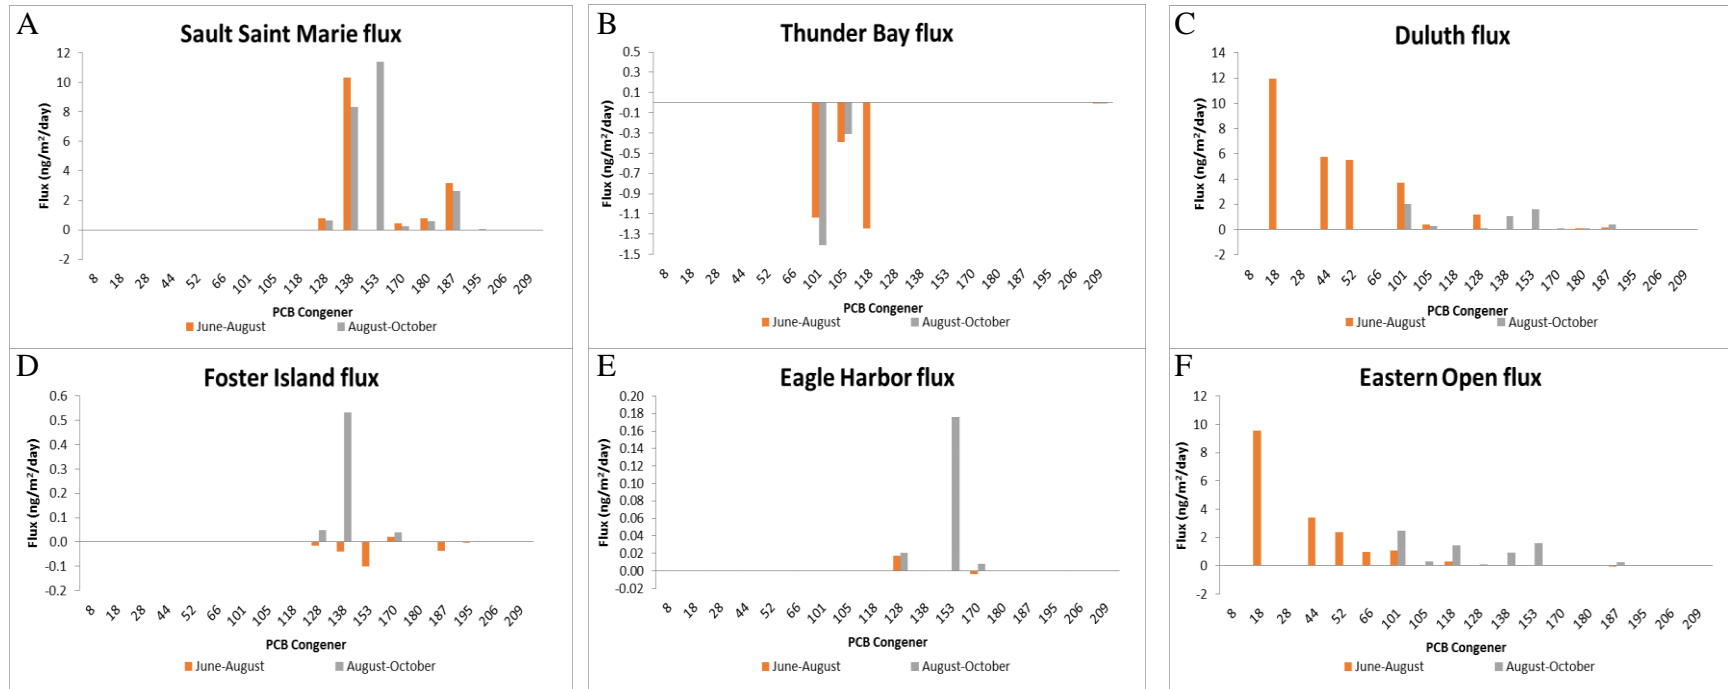 A
Sault Saint Marie flux
Flux (ng/m²/day)
12
10
8
6
4
2
0
-2
8 18 28 44 52 66 101 105 118 128 138 153 170 180 187 195 206 209
PCB Congener
June-August August-October
B
Thunder Bay flux
Flux (ng/m²/day)
0.5
0.3
0.1
-0.1
-0.3
-0.5
-0.7
-0.9
-1.1
-1.3
-1.5
8 18 28 44 52 66 101 105 118 128 138 153 170 180 187 195 206 209
PCB Congener
June-August August-October
C
Duluth flux
Flux (ng/m²/day)
14
12
10
8
6
4
2
0
-2
8 18 28 44 52 66 101 105 118 128 138 153 170 180 187 195 206 209
PCB Congener
June-August August-October
D
Foster Island flux
Flux (ng/m²/day)
0.6
0.5
0.4
0.3
0.2
0.1
0.0
-0.1
-0.2
8 18 28 44 52 66 101 105 118 128 138 153 170 187 195 206 209
PCB Congener
June-August August-October
E
Eagle Harbor flux
Flux (ng/m²/day)
0.20
0.18
0.16
0.14
0.12
0.10
0.08
0.06
0.04
0.02
0.00
-0.02
8 18 28 44 52 66 101 105 118 128 138 153 170 187 195 206 209
PCB Congener
June-August August-October
F
Eastern Open flux
Flux (ng/m²/day)
12
10
8
6
4
2
0
-2
8 18 44 52 66 101 105 118 128 138 153 170 180 187 195 206 209
PCB Congener
June-August August-October